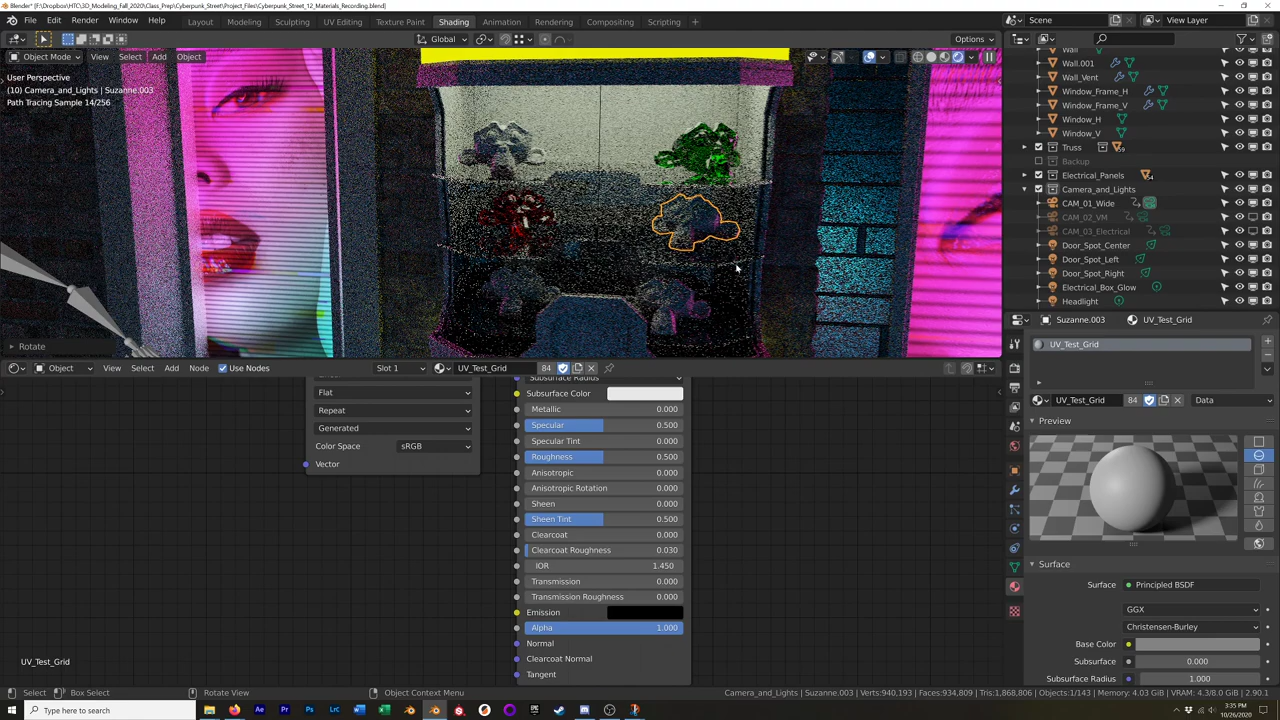 Blender* [F:\Dropbox\HTC\3D_Modeling_Fall_2020\Class_Prep\Cyberpunk_Street\Project_Files\Cyberpunk_Street_12_Materials_Recording.blend]
File Edit Render Window Help Layout Modeling Sculpting UV Editing Texture Paint Shading Animation Rendering Compositing Scripting + Scene View Layer
Global Options
Object Mode View Select Add Object
User Perspective
(10) Camera_and_Lights | Suzanne.003
Path Tracing Sample 14/256
Rotate
Wall
Wall.001
Wall_Vent
Window_Frame_H
Window_Frame_V
Window_H
Window_V
Truss
Backup
Electrical_Panels
Camera_and_Lights
CAM_01_Wide
CAM_02_VM
CAM_03_Electrical
Door_Spot_Center
Door_Spot_Left
Door_Spot_Right
Electrical_Box_Glow
Headlight
Object View Select Add Node Use Nodes Slot 1 UV_Test_Grid 84
Flat
Repeat
Generated
Color Space sRGB
Vector
Subsurface Radius
Subsurface Color
Metallic 0.000
Specular 0.500
Specular Tint 0.000
Roughness 0.500
Anisotropic 0.000
Anisotropic Rotation 0.000
Sheen 0.000
Sheen Tint 0.500
Clearcoat 0.000
Clearcoat Roughness 0.030
IOR 1.450
Transmission 0.000
Transmission Roughness 0.000
Emission
Alpha 1.000
Normal
Clearcoat Normal
Tangent
UV_Test_Grid
Suzanne.003 UV_Test_Grid
UV_Test_Grid
UV_Test_Grid 84 Data
Preview
Surface
Surface Principled BSDF
GGX
Christensen-Burley
Base Color
Subsurface 0.000
Subsurface Radius 1.000
Select Box Select Rotate View Object Context Menu
Camera_and_Lights | Suzanne.003 | Verts:940,193 | Faces:934,809 | Tris:1,868,806 | Objects:1/143 | Memory: 4.03 GiB | VRAM: 4.3/8.0 GiB | 2.90.1
Type here to search
3:35 PM
10/26/2020